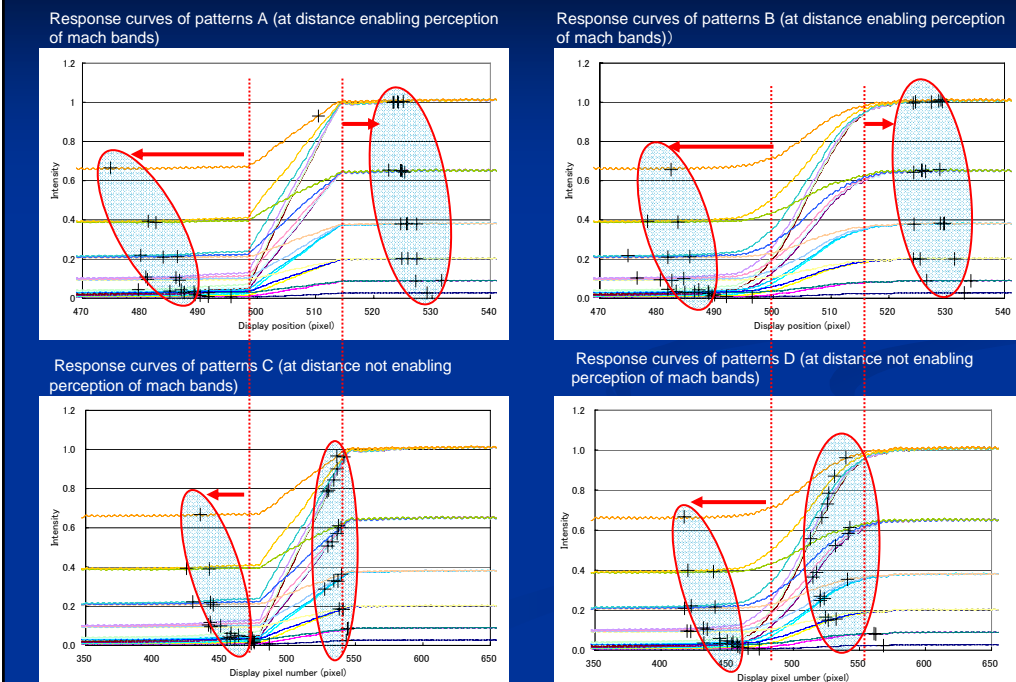 Response curves of patterns A (at distance enabling perception
of mach bands)
1.2
1
0.8
0.6
0.4
0.2
0
Intensity
470 480 490 500 510 520 530 540
Display position (pixel)
Response curves of patterns B (at distance enabling perception
of mach bands))
1.2
1
0.8
0.6
0.4
0.2
0
Intensity
470 480 490 500 510 520 530 540
Display position (pixel)
Response curves of patterns C (at distance not enabling
perception of mach bands)
1.2
1.0
0.8
0.6
0.4
0.2
0.0
Intensity
350 400 450 500 550 600 650
Display pixel number (pixel)
Response curves of patterns D (at distance not enabling
perception of mach bands)
1.2
1.0
0.8
0.6
0.4
0.2
0.0
Intensity
350 400 450 500 550 600 650
Display pixel umber (pixel)